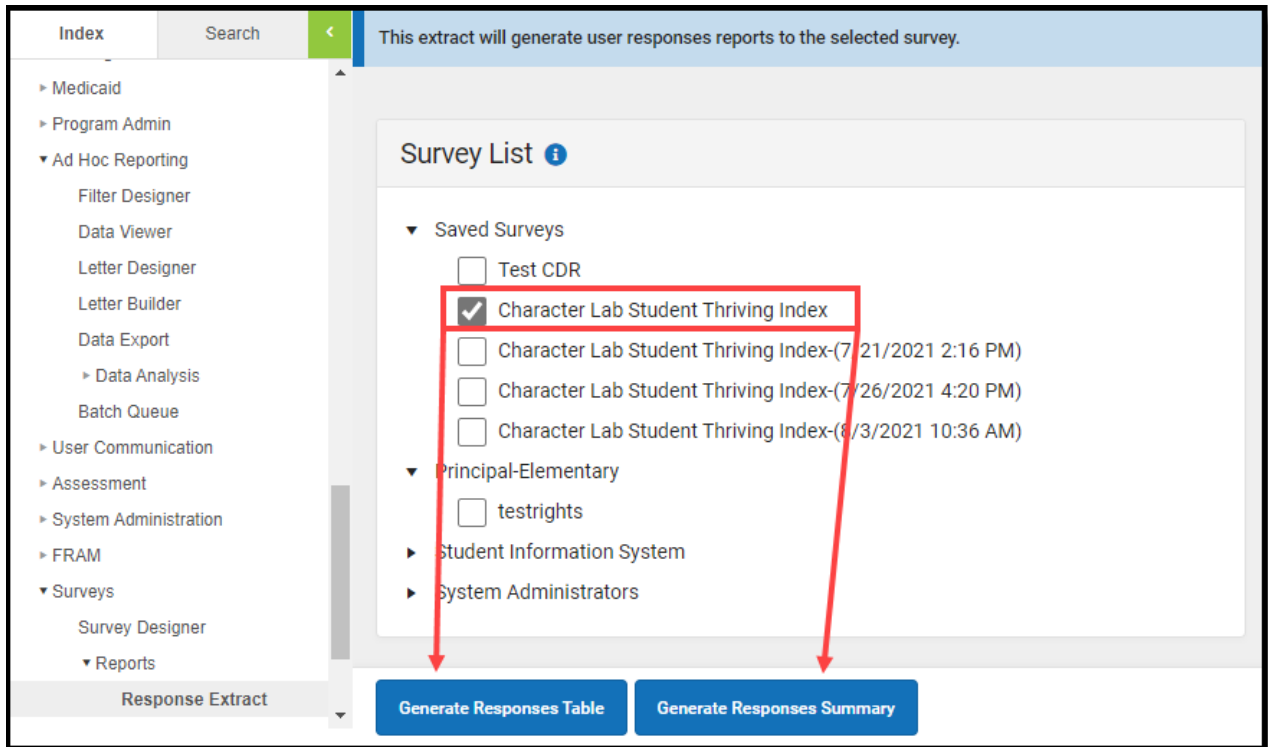 Index
Search
Medicaid
Program Admin
Ad Hoc Reporting
Filter Designer
Data Viewer
Letter Designer
Letter Builder
Data Export
Data Analysis
Batch Queue
User Communication
Assessment
System Administration
FRAM
Surveys
Survey Designer
Reports
Response Extract
This extract will generate user responses reports to the selected survey.
Survey List
Saved Surveys
Test CDR
Character Lab Student Thriving Index
Character Lab Student Thriving Index-(7/21/2021 2:16 PM)
Character Lab Student Thriving Index-(7/26/2021 4:20 PM)
Character Lab Student Thriving Index-(8/3/2021 10:36 AM)
Principal-Elementary
testrights
Student Information System
System Administrators
Generate Responses Table
Generate Responses Summary